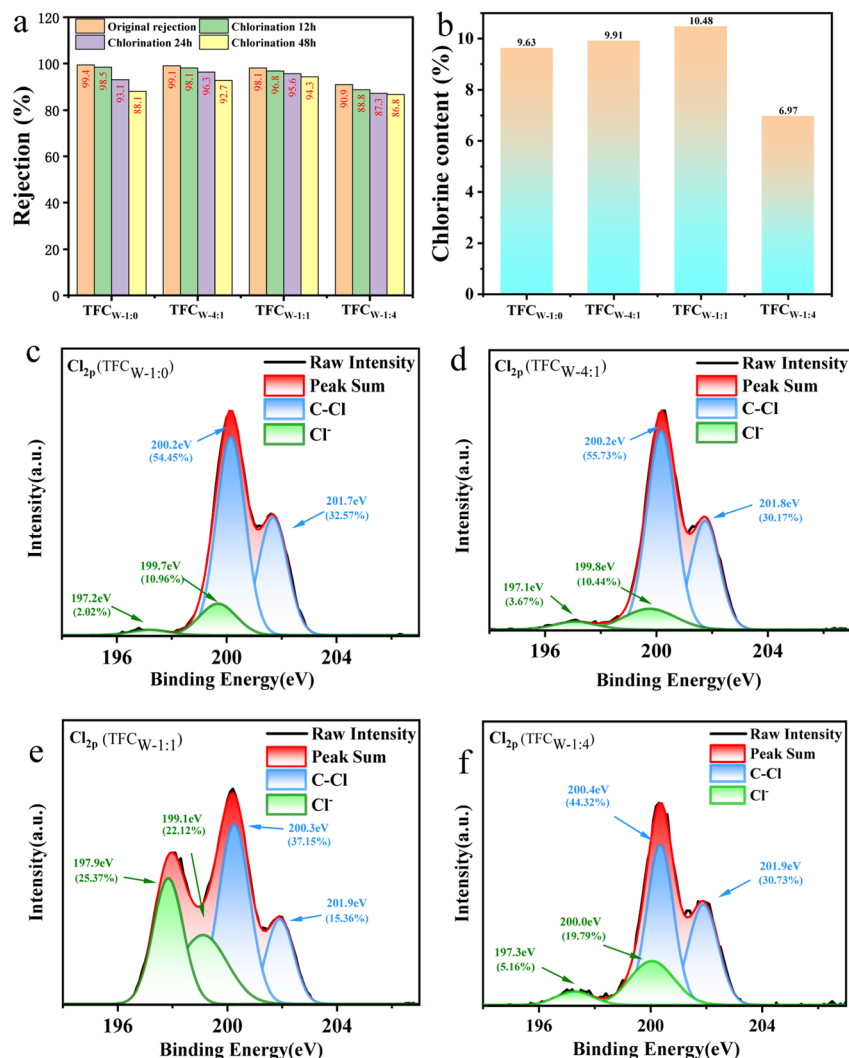 a
Original rejection
Chlorination 12h
Chlorination 24h
Chlorination 48h
Rejection (%)
120
100
80
60
40
20
0
99.4
98.5
93.1
88.1
99.1
98.1
96.3
92.7
98.1
96.8
95.6
94.3
90.9
88.8
87.3
86.8
TFCW-1:0
TFCW-4:1
TFCW-1:1
TFCW-1:4
b
Chlorine content (%)
10
8
6
4
2
0
9.63
9.91
10.48
6.97
TFCW-1:0
TFCW-4:1
TFCW-1:1
TFCW-1:4
c
Cl2p (TFCW-1:0)
Raw Intensity
Peak Sum
C-Cl
Cl-
200.2eV
(54.45%)
201.7eV
(32.57%)
199.7eV
(10.96%)
197.2eV
(2.02%)
Intensity(a.u.)
196
200
204
Binding Energy(eV)
d
Cl2p (TFCW-4:1)
Raw Intensity
Peak Sum
C-Cl
Cl-
200.2eV
(55.73%)
201.8eV
(30.17%)
199.8eV
(10.44%)
197.1eV
(3.67%)
Intensity(a.u.)
196
200
204
Binding Energy(eV)
e
Cl2p (TFCW-1:1)
Raw Intensity
Peak Sum
C-Cl
Cl-
199.1eV
(22.12%)
200.3eV
(37.15%)
197.9eV
(25.37%)
201.9eV
(15.36%)
Intensity(a.u.)
196
200
204
Binding Energy(eV)
f
Cl2p (TFCW-1:4)
Raw Intensity
Peak Sum
C-Cl
Cl-
200.4eV
(44.32%)
201.9eV
(30.73%)
200.0eV
(19.79%)
197.3eV
(5.16%)
Intensity(a.u.)
196
200
204
Binding Energy(eV)